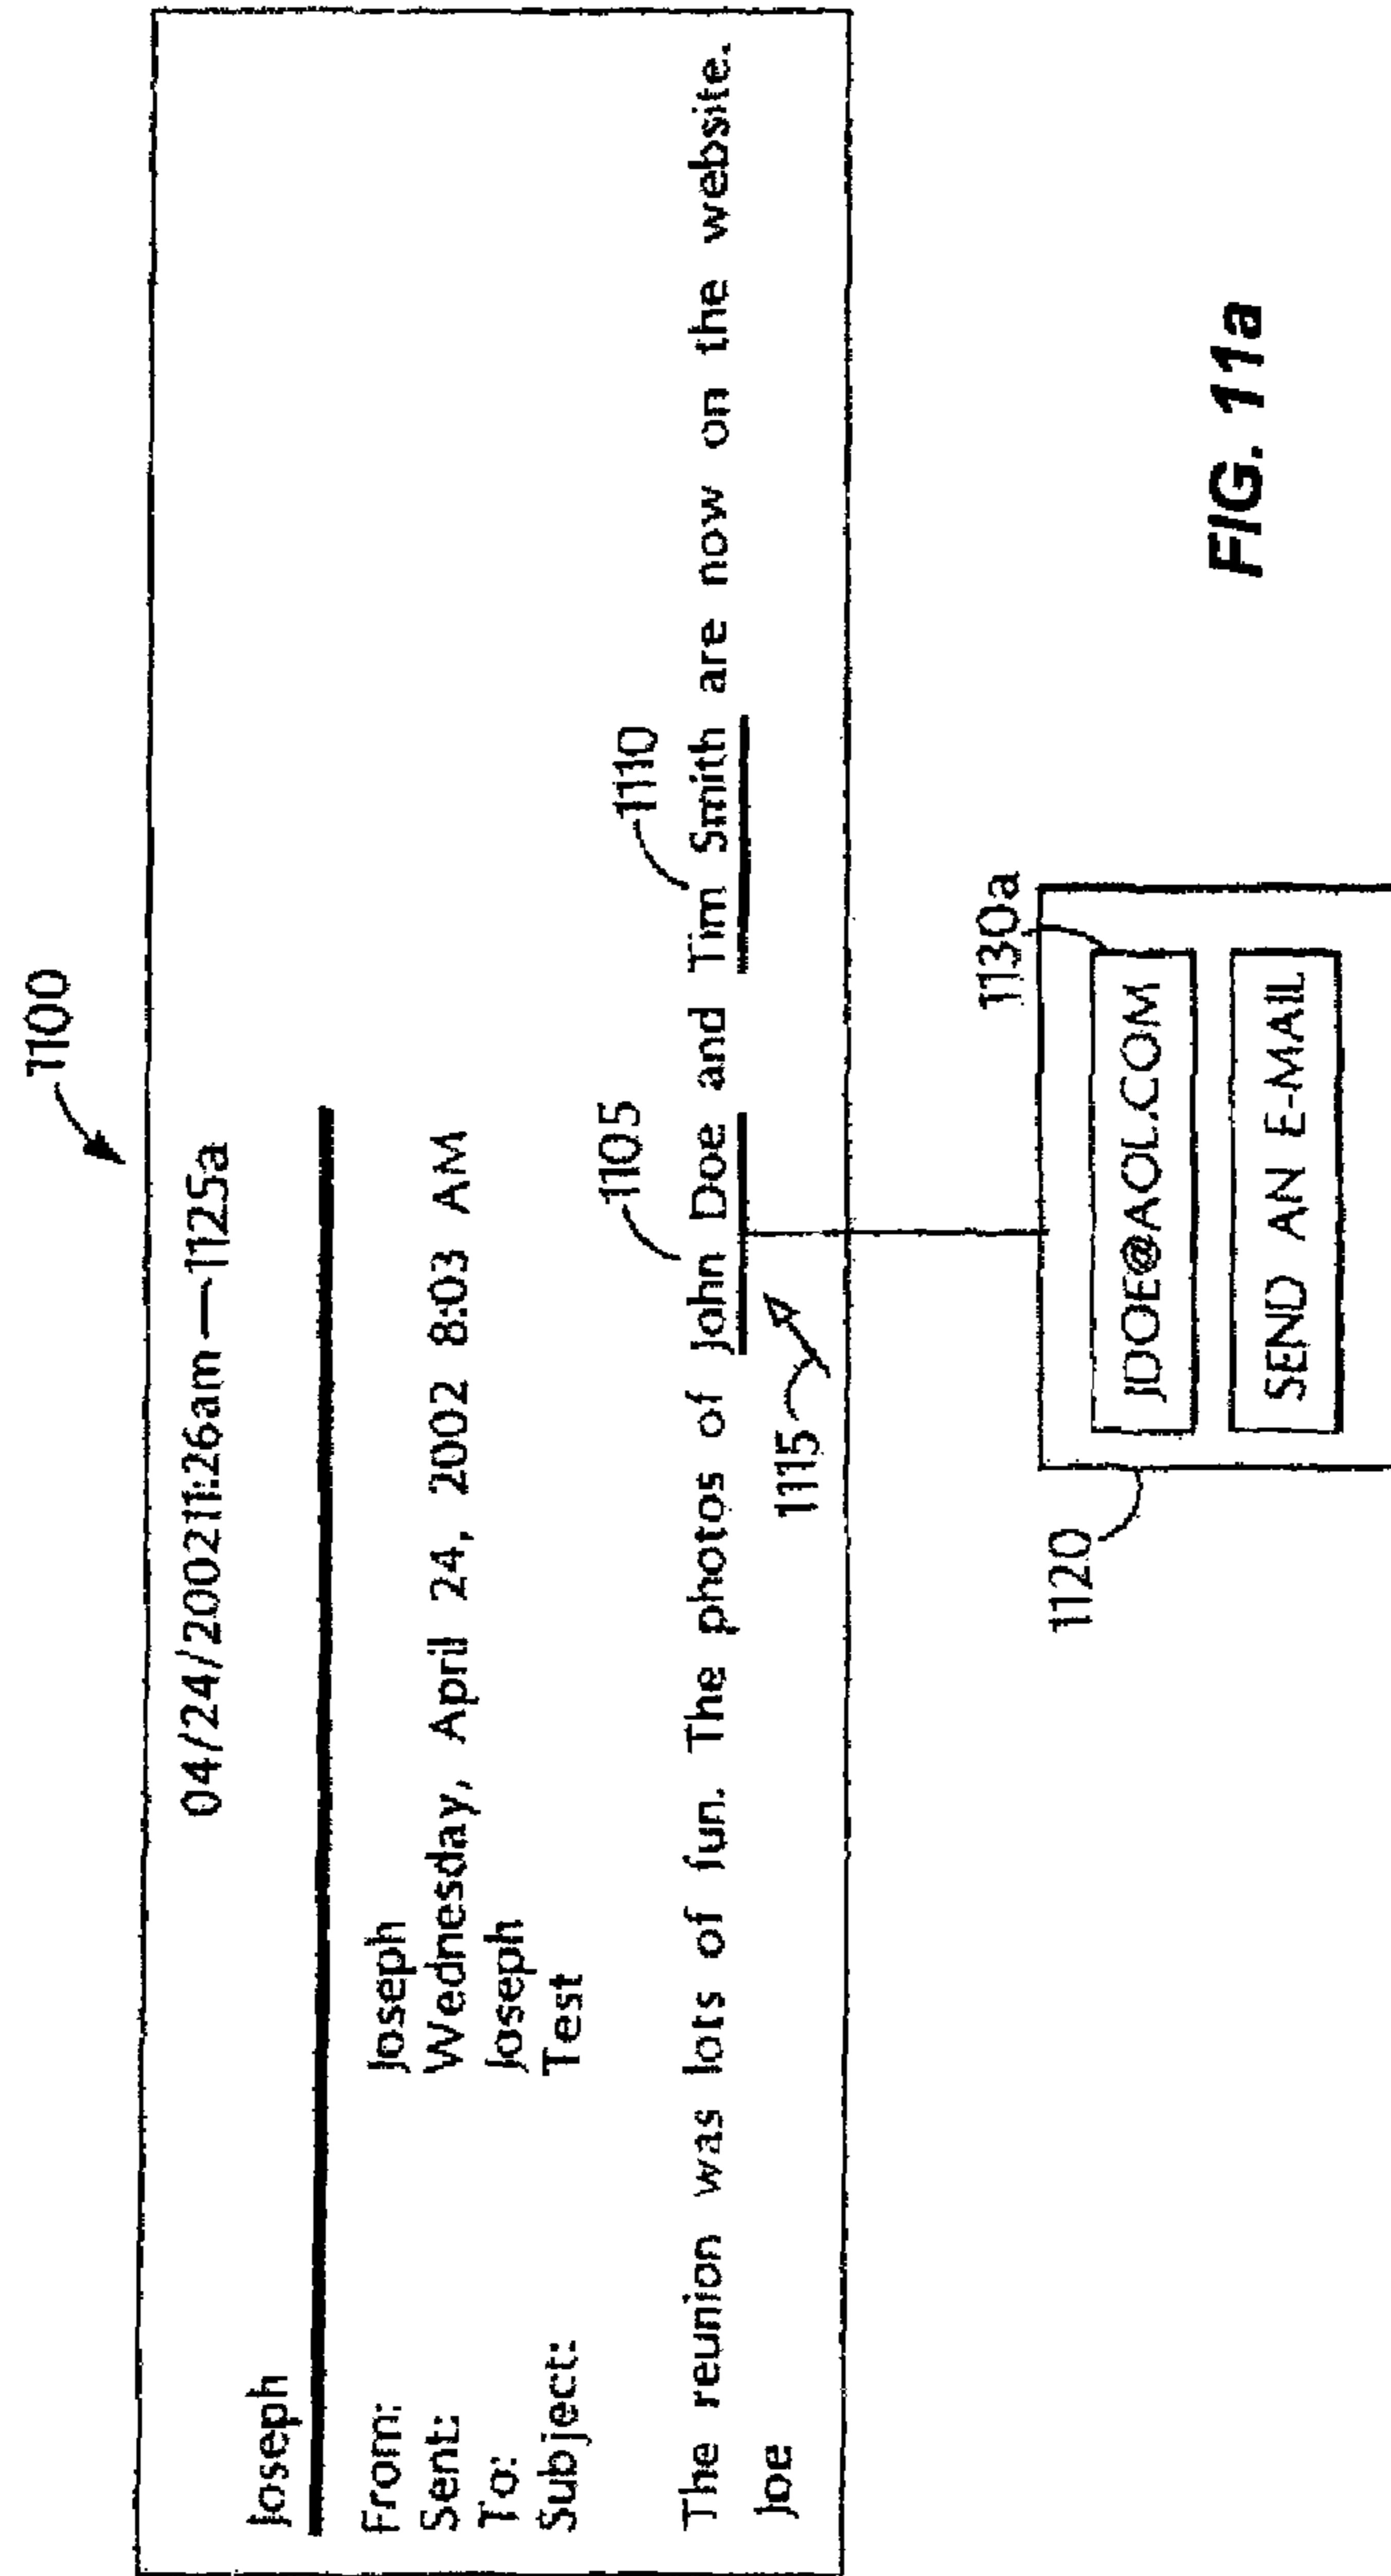 1100
04/24/200211:26am—1125a
Joseph
From: Joseph
Sent: Wednesday, April 24, 2002 8:03 AM
To: Joseph
Subject: Test
1105
1110
The reunion was lots of fun. The photos of John Doe and Tim Smith are now on the website.
Joe
1115
1120
1130a
JDOE@AOL.COM
SEND AN E-MAIL
FIG. 11a